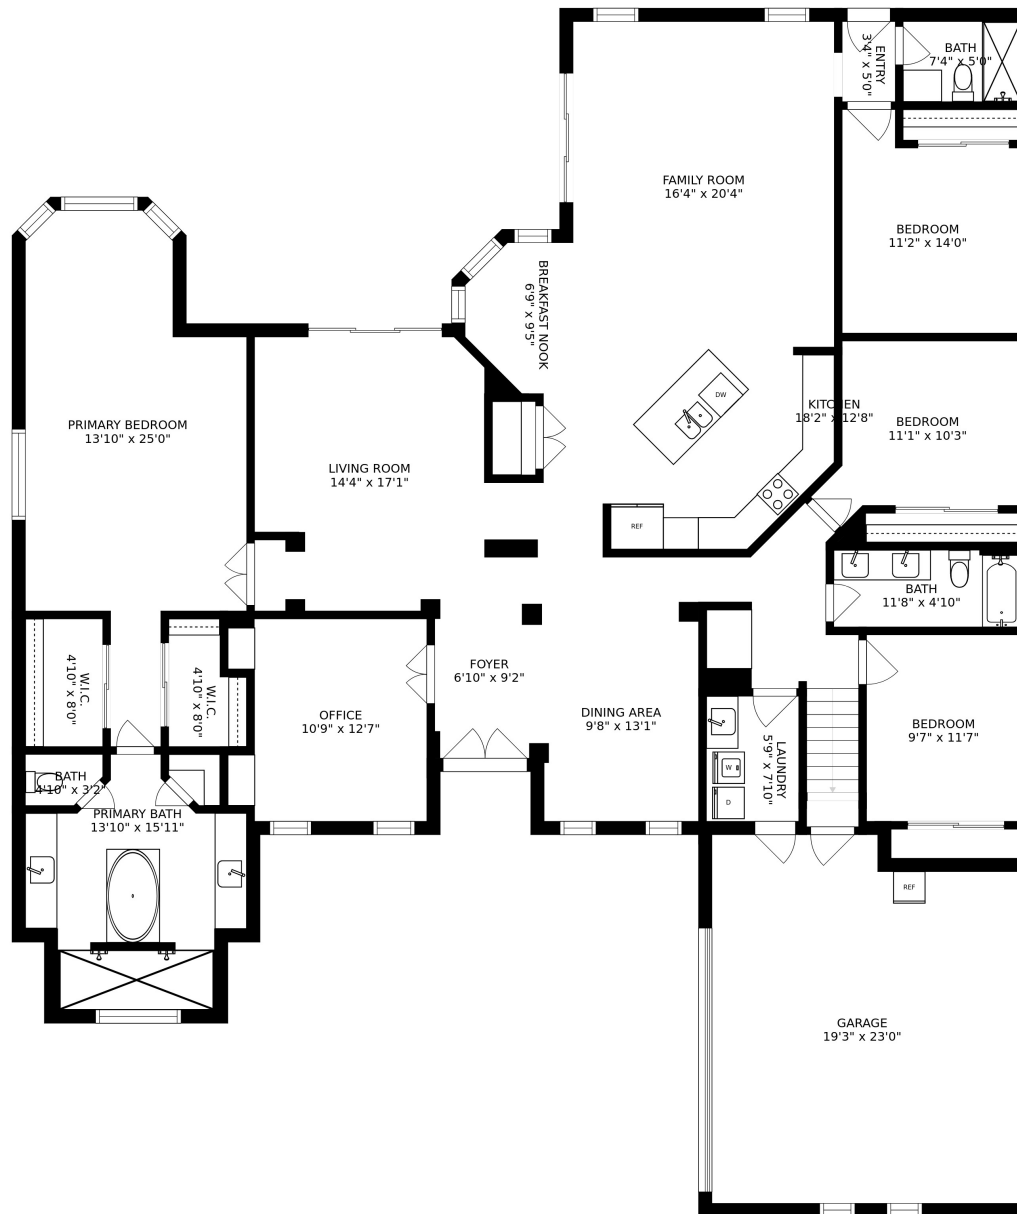 BATH
7'4" x 5'0"
ENTRY
3'4" x 5'0"
FAMILY ROOM
16'4" x 20'4"
BEDROOM
11'2" x 14'0"
BREAKFAST NOOK
6'9" x 9'5"
DW
KITCHEN
18'2" x 12'8"
BEDROOM
11'1" x 10'3"
PRIMARY BEDROOM
13'10" x 25'0"
LIVING ROOM
14'4" x 17'1"
REF
BATH
11'8" x 4'10"
W.I.C.
4'10" x 8'0"
W.I.C.
4'10" x 8'0"
FOYER
6'10" x 9'2"
OFFICE
10'9" x 12'7"
DINING AREA
9'8" x 13'1"
BEDROOM
9'7" x 11'7"
LAUNDRY
5'9" x 7'10"
W
D
BATH
4'10" x 3'2"
PRIMARY BATH
13'10" x 15'11"
REF
GARAGE
19'3" x 23'0"